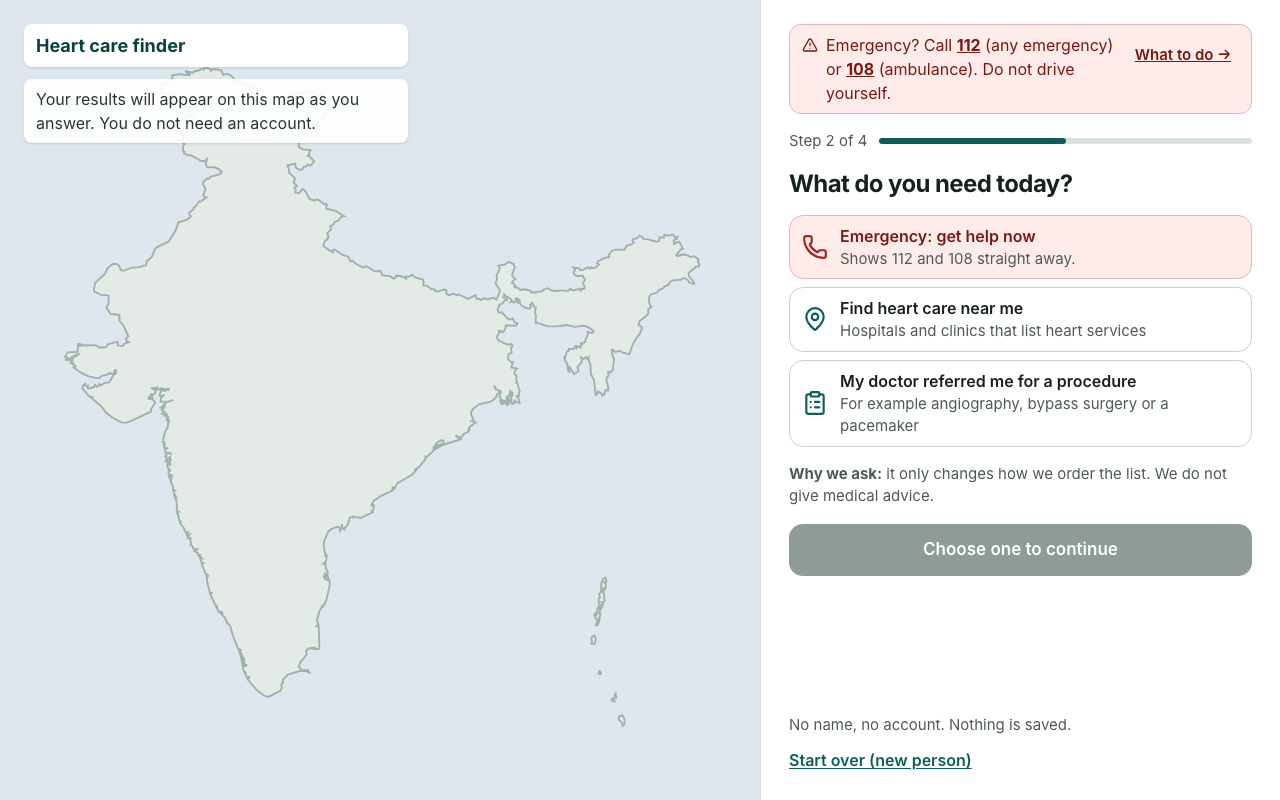 Heart care finder
Your results will appear on this map as you
answer. You do not need an account.
Emergency? Call 112 (any emergency)
or 108 (ambulance). Do not drive
yourself.
What to do →
Step 2 of 4
What do you need today?
Emergency: get help now
Shows 112 and 108 straight away.
Find heart care near me
Hospitals and clinics that list heart services
My doctor referred me for a procedure
For example angiography, bypass surgery or a
pacemaker
Why we ask: it only changes how we order the list. We do not
give medical advice.
Choose one to continue
No name, no account. Nothing is saved.
Start over (new person)